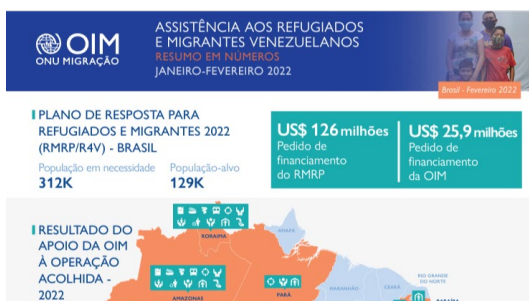 OIM
ONU MIGRAÇÃO
ASSISTÊNCIA AOS REFUGIADOS
E MIGRANTES VENEZUELANOS
RESUMO EM NÚMEROS
JANEIRO-FEVEREIRO 2022
Brasil - Fevereiro 2022
PLANO DE RESPOSTA PARA
REFUGIADOS E MIGRANTES 2022
(RMRP/R4V) - BRASIL
População em necessidade
312K
População-alvo
129K
US$ 126 milhões
Pedido de
financiamento
do RMRP
US$ 25,9 milhões
Pedido de
financiamento
da OIM
RESULTADO DO
APOIO DA OIM
À OPERAÇÃO
ACOLHIDA -
2022
RORAIMA
AMAPÁ
AMAZONAS
PARÁ
MARANHÃO
CEARÁ
RIO GRANDE
DO NORTE
PARAÍBA